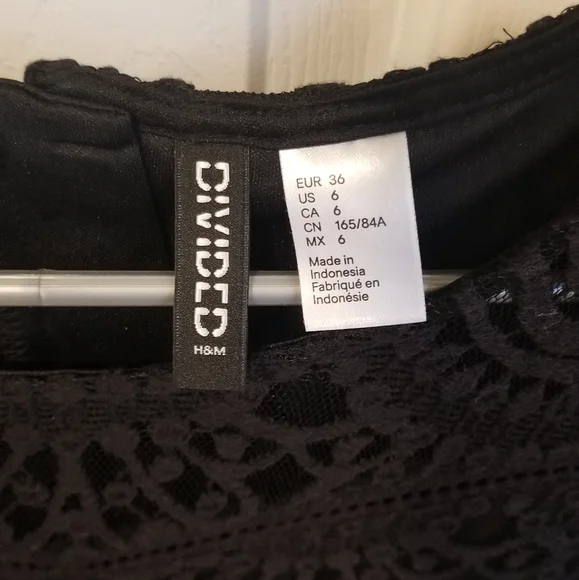 DIVIDED
H&M
EUR 36
US 6
CA 6
CN 165/84A
MX 6
Made in
Indonesia
Fabriqué en
Indonésie